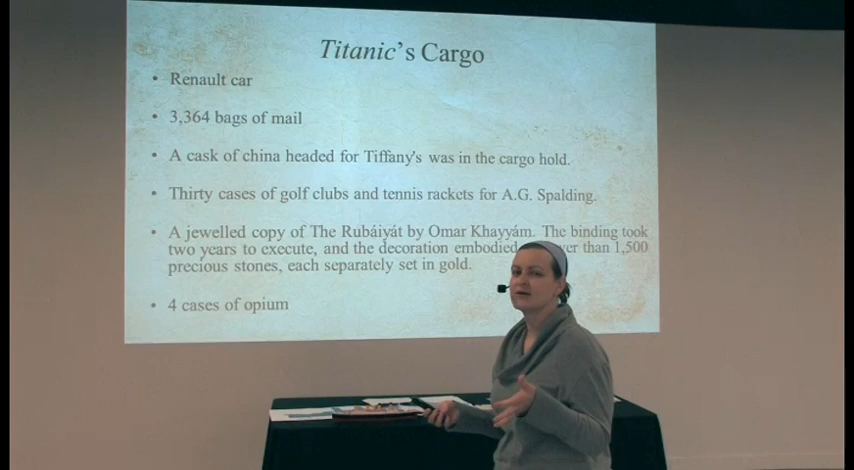 Titanic's Cargo
• Renault car
• 3,364 bags of mail
• A cask of china headed for Tiffany's was in the cargo hold.
• Thirty cases of golf clubs and tennis rackets for A.G. Spalding.
• A jewelled copy of The Rubáiyát by Omar Khayyám. The binding took
two years to execute, and the decoration embodied than 1,500
precious stones, each separately set in gold.
• 4 cases of opium